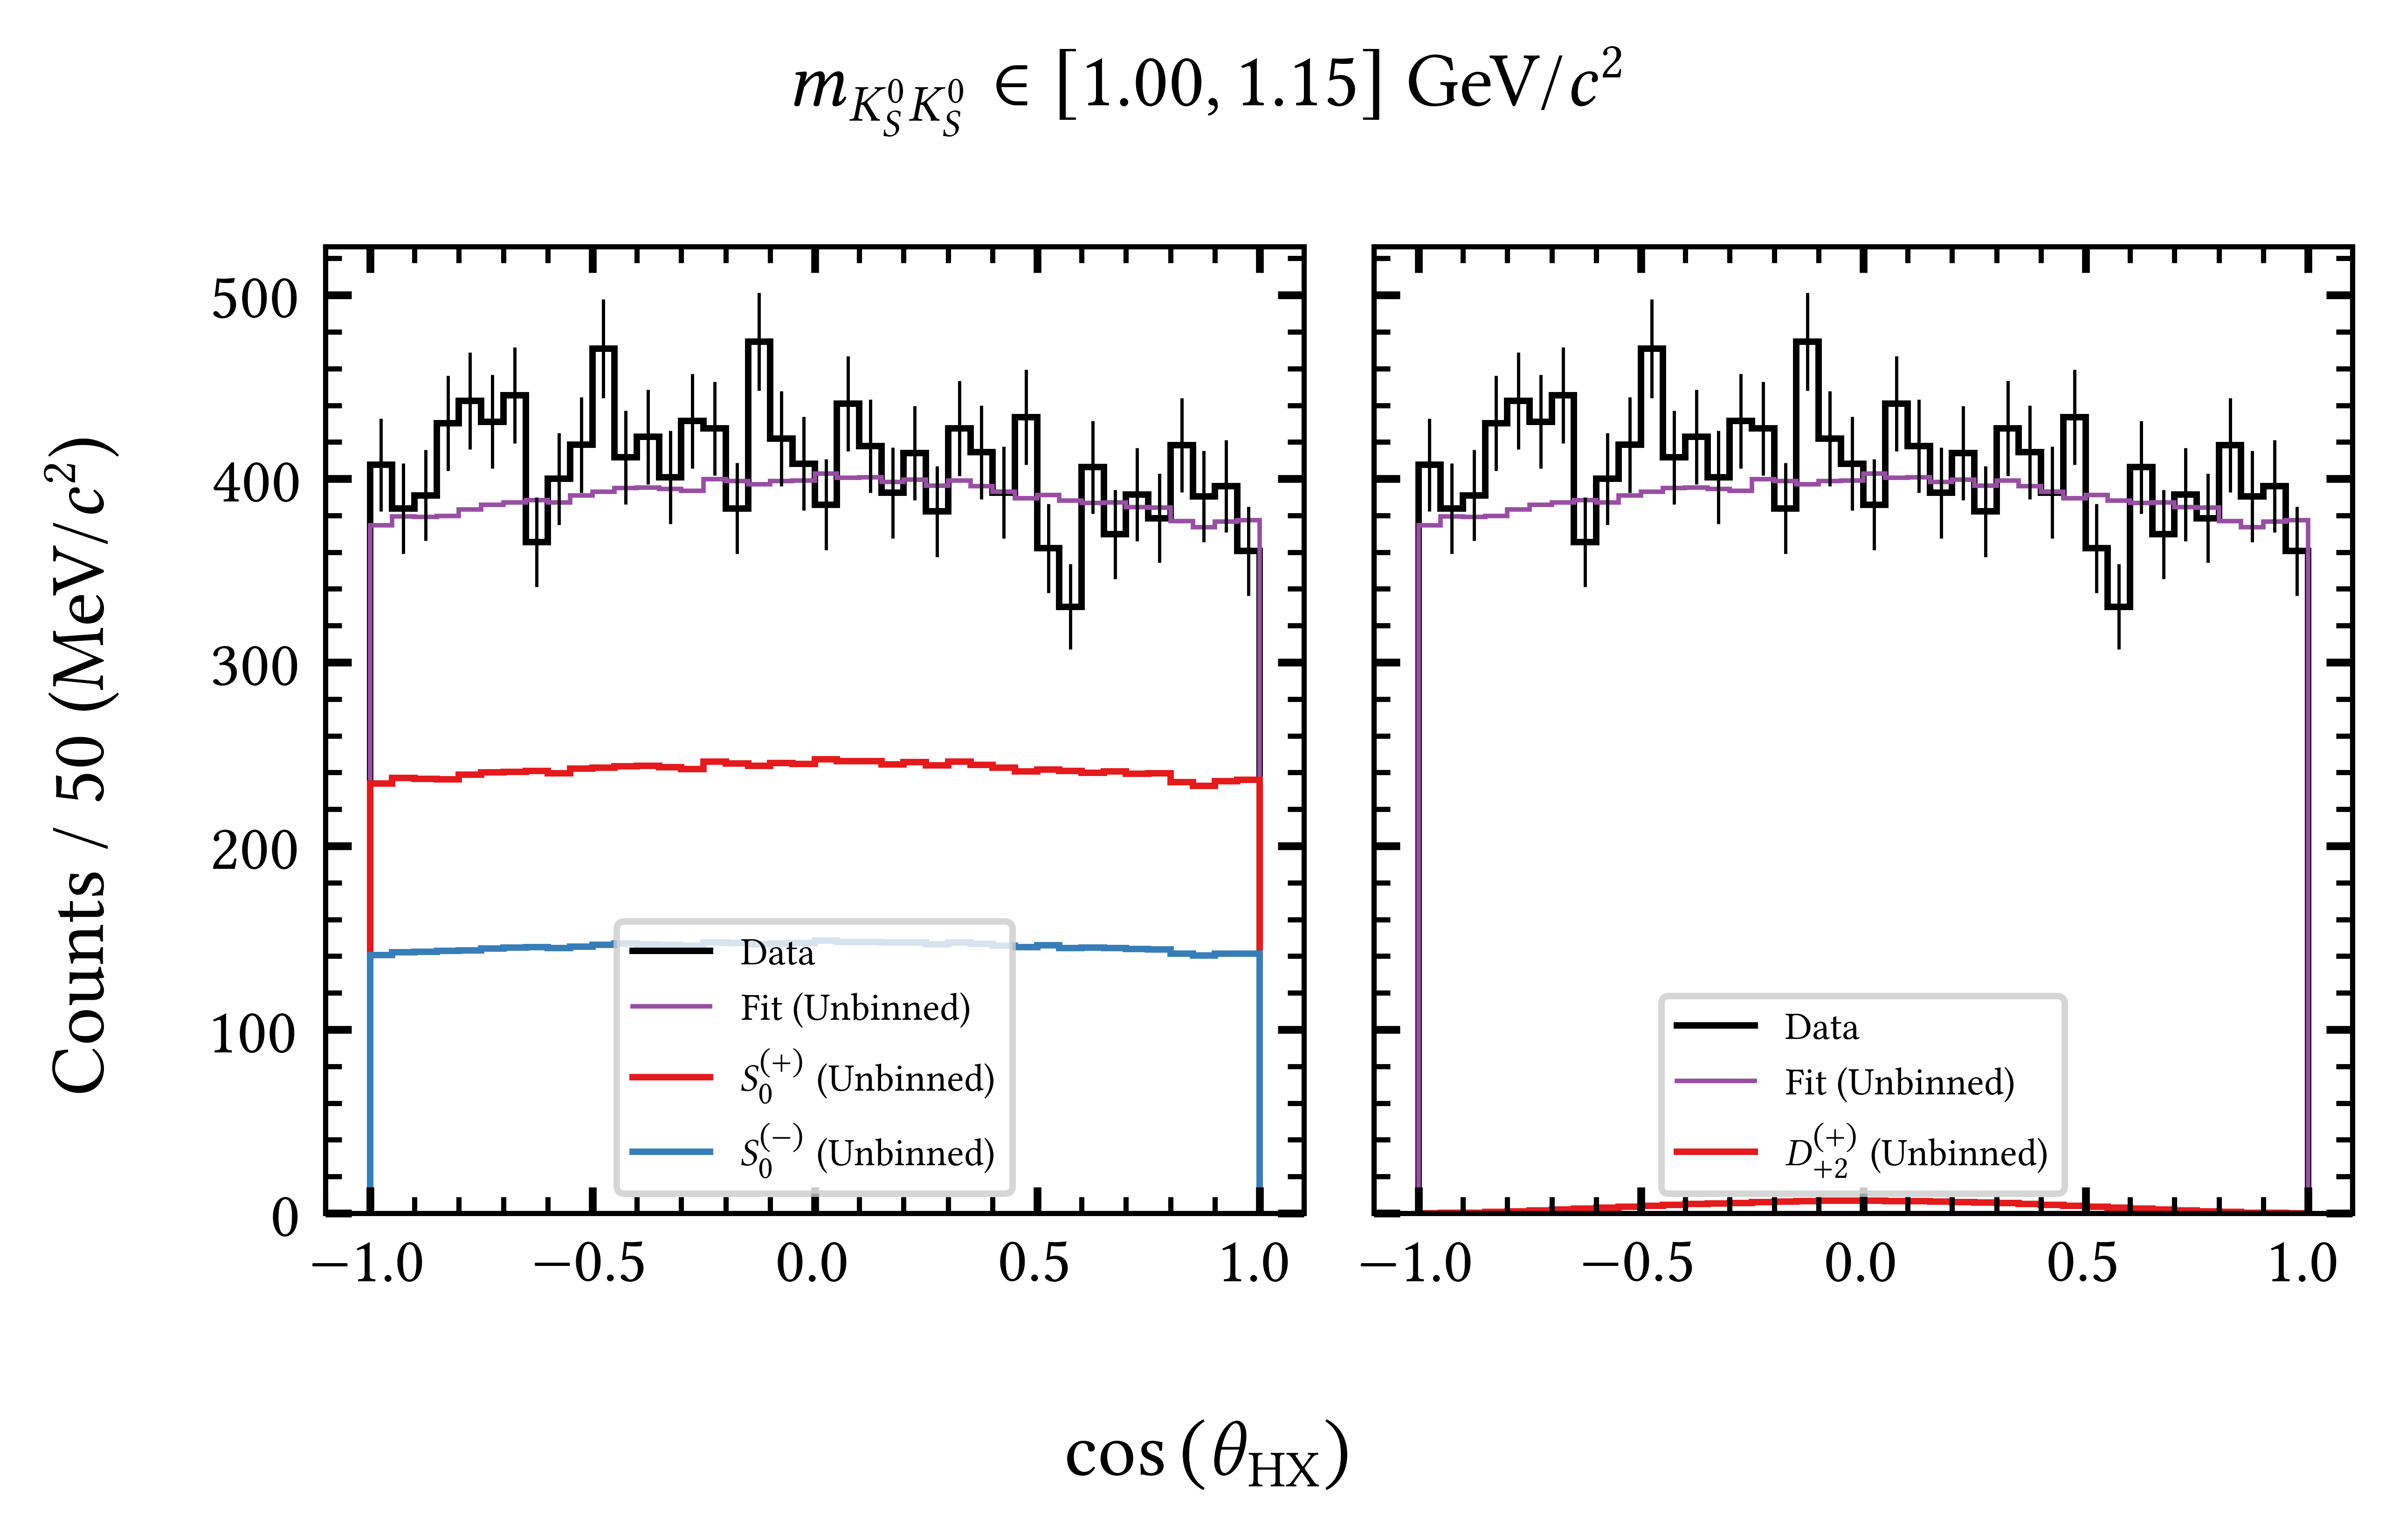 m_{K_S^0 K_S^0} ∈ [1.00, 1.15] GeV/c²
Counts / 50 (MeV/c²)
500
400
300
200
100
0
Data
Fit (Unbinned)
S_0^{(+)} (Unbinned)
S_0^{(−)} (Unbinned)
Data
Fit (Unbinned)
D_{+2}^{(+)} (Unbinned)
−1.0 −0.5 0.0 0.5 1.0
−1.0 −0.5 0.0 0.5 1.0
cos (θ_{HX})